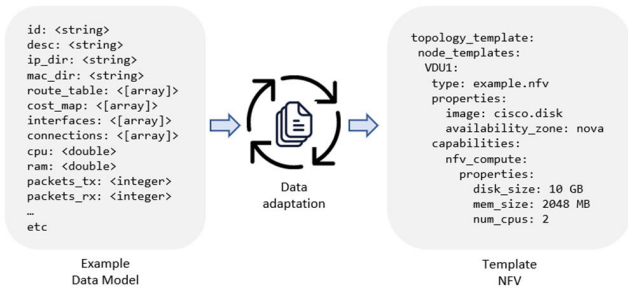 id: <string>
desc: <string>
ip_dir: <string>
mac_dir: <string>
route_table: <[array]>
cost_map: <[array]>
interfaces: <[array]>
connections: <[array]>
cpu: <double>
ram: <double>
packets_tx: <integer>
packets_rx: <integer>
…
etc
Example
Data Model
Data
adaptation
topology_template:
node_templates:
VDU1:
type: example.nfv
properties:
image: cisco.disk
availability_zone: nova
capabilities:
nfv_compute:
properties:
disk_size: 10 GB
mem_size: 2048 MB
num_cpus: 2
Template
NFV